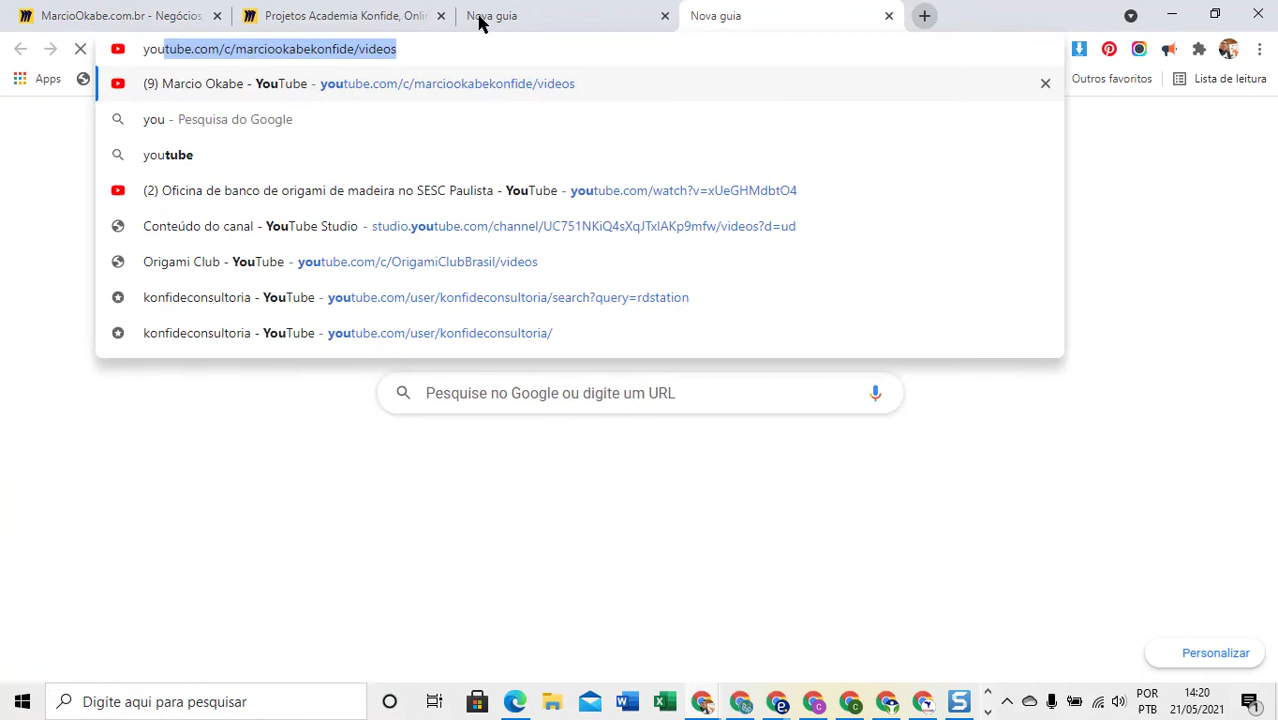 MarcioOkabe.com.br - Negócios,
Projetos Academia Konfide, Onlin
Nova guia
Nova guia
youtube.com/c/marciookabekonfide/videos
Apps
Outros favoritos
Lista de leitura
(9) Marcio Okabe - YouTube - youtube.com/c/marciookabekonfide/videos
you - Pesquisa do Google
youtube
(2) Oficina de banco de origami de madeira no SESC Paulista - YouTube - youtube.com/watch?v=xUeGHMdbtO4
Conteúdo do canal - YouTube Studio - studio.youtube.com/channel/UC751NKiQ4sXqJTxlAKp9mfw/videos?d=ud
Origami Club - YouTube - youtube.com/c/OrigamiClubBrasil/videos
konfideconsultoria - YouTube - youtube.com/user/konfideconsultoria/search?query=rdstation
konfideconsultoria - YouTube - youtube.com/user/konfideconsultoria/
Pesquise no Google ou digite um URL
Personalizar
Digite aqui para pesquisar
POR
PTB
14:20
21/05/2021
1